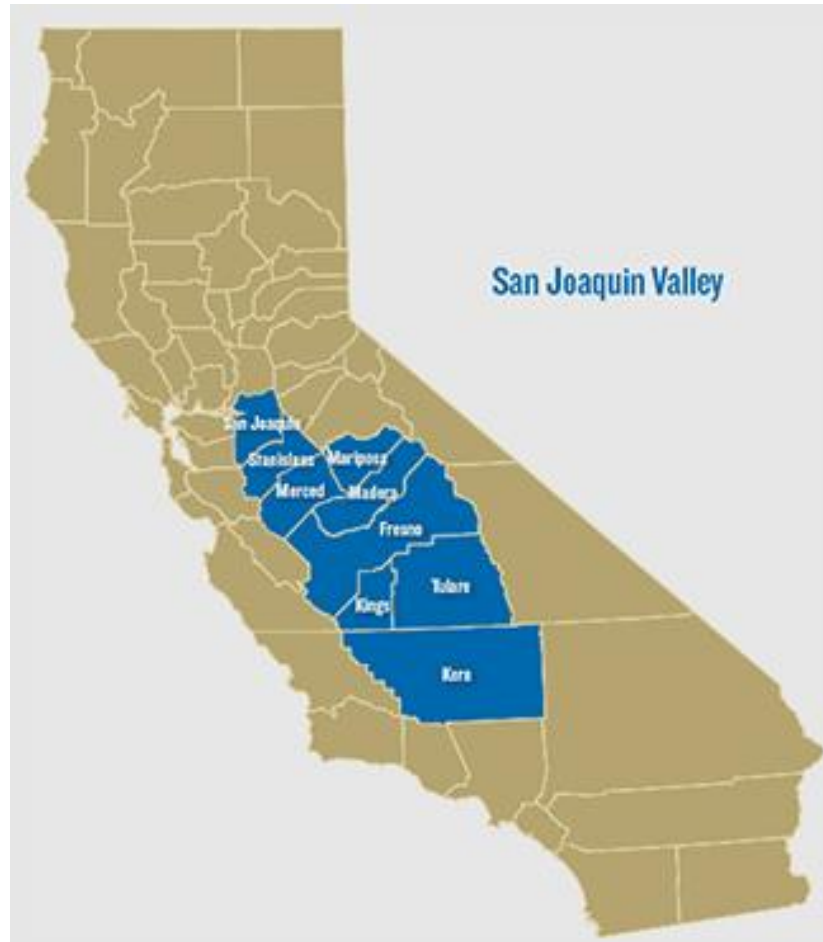 San Joaquin Valley
San Joaquin
Stanislaus
Mariposa
Merced
Madera
Fresno
Tulare
Kings
Kern